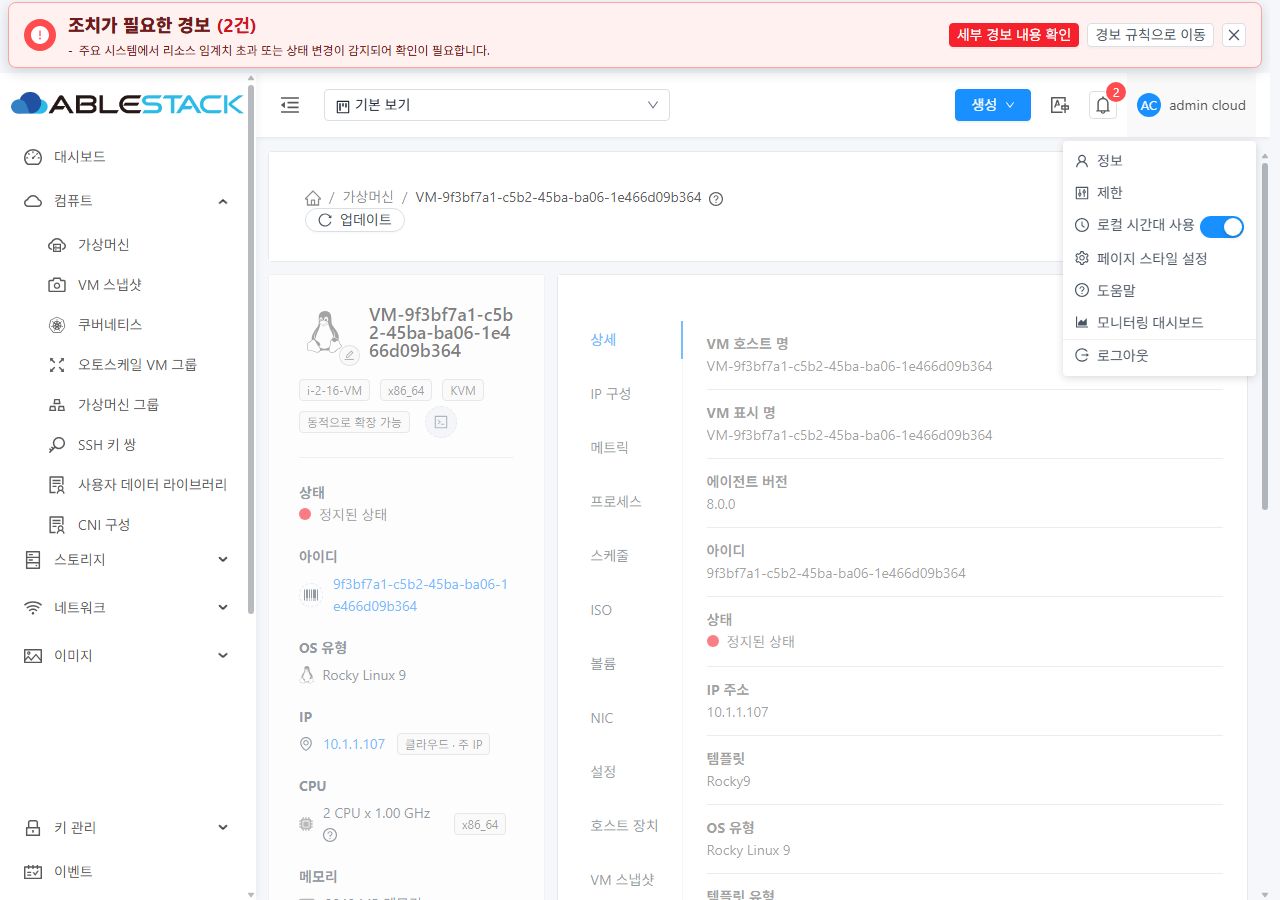 조치가 필요한 경보 (2건)
- 주요 시스템에서 리소스 임계치 초과 또는 상태 변경이 감지되어 확인이 필요합니다.
세부 경보 내용 확인
경보 규칙으로 이동
ABLESTACK
기본 보기
생성
2
AC
admin cloud
대시보드
컴퓨트
가상머신
VM 스냅샷
쿠버네티스
오토스케일 VM 그룹
가상머신 그룹
SSH 키 쌍
사용자 데이터 라이브러리
CNI 구성
스토리지
네트워크
이미지
키 관리
이벤트
정보
제한
로컬 시간대 사용
페이지 스타일 설정
도움말
모니터링 대시보드
로그아웃
/ 가상머신 / VM-9f3bf7a1-c5b2-45ba-ba06-1e466d09b364
업데이트
VM-9f3bf7a1-c5b
2-45ba-ba06-1e4
66d09b364
i-2-16-VM
x86_64
KVM
동적으로 확장 가능
상태
정지된 상태
아이디
9f3bf7a1-c5b2-45ba-ba06-1
e466d09b364
OS 유형
Rocky Linux 9
IP
10.1.1.107
클라우드 · 주 IP
CPU
2 CPU x 1.00 GHz
x86_64
메모리
상세
IP 구성
메트릭
프로세스
스케줄
ISO
볼륨
NIC
설정
호스트 장치
VM 스냅샷
VM 호스트 명
VM-9f3bf7a1-c5b2-45ba-ba06-1e466d09b364
VM 표시 명
VM-9f3bf7a1-c5b2-45ba-ba06-1e466d09b364
에이전트 버전
8.0.0
아이디
9f3bf7a1-c5b2-45ba-ba06-1e466d09b364
상태
정지된 상태
IP 주소
10.1.1.107
템플릿
Rocky9
OS 유형
Rocky Linux 9
템플릿 유형